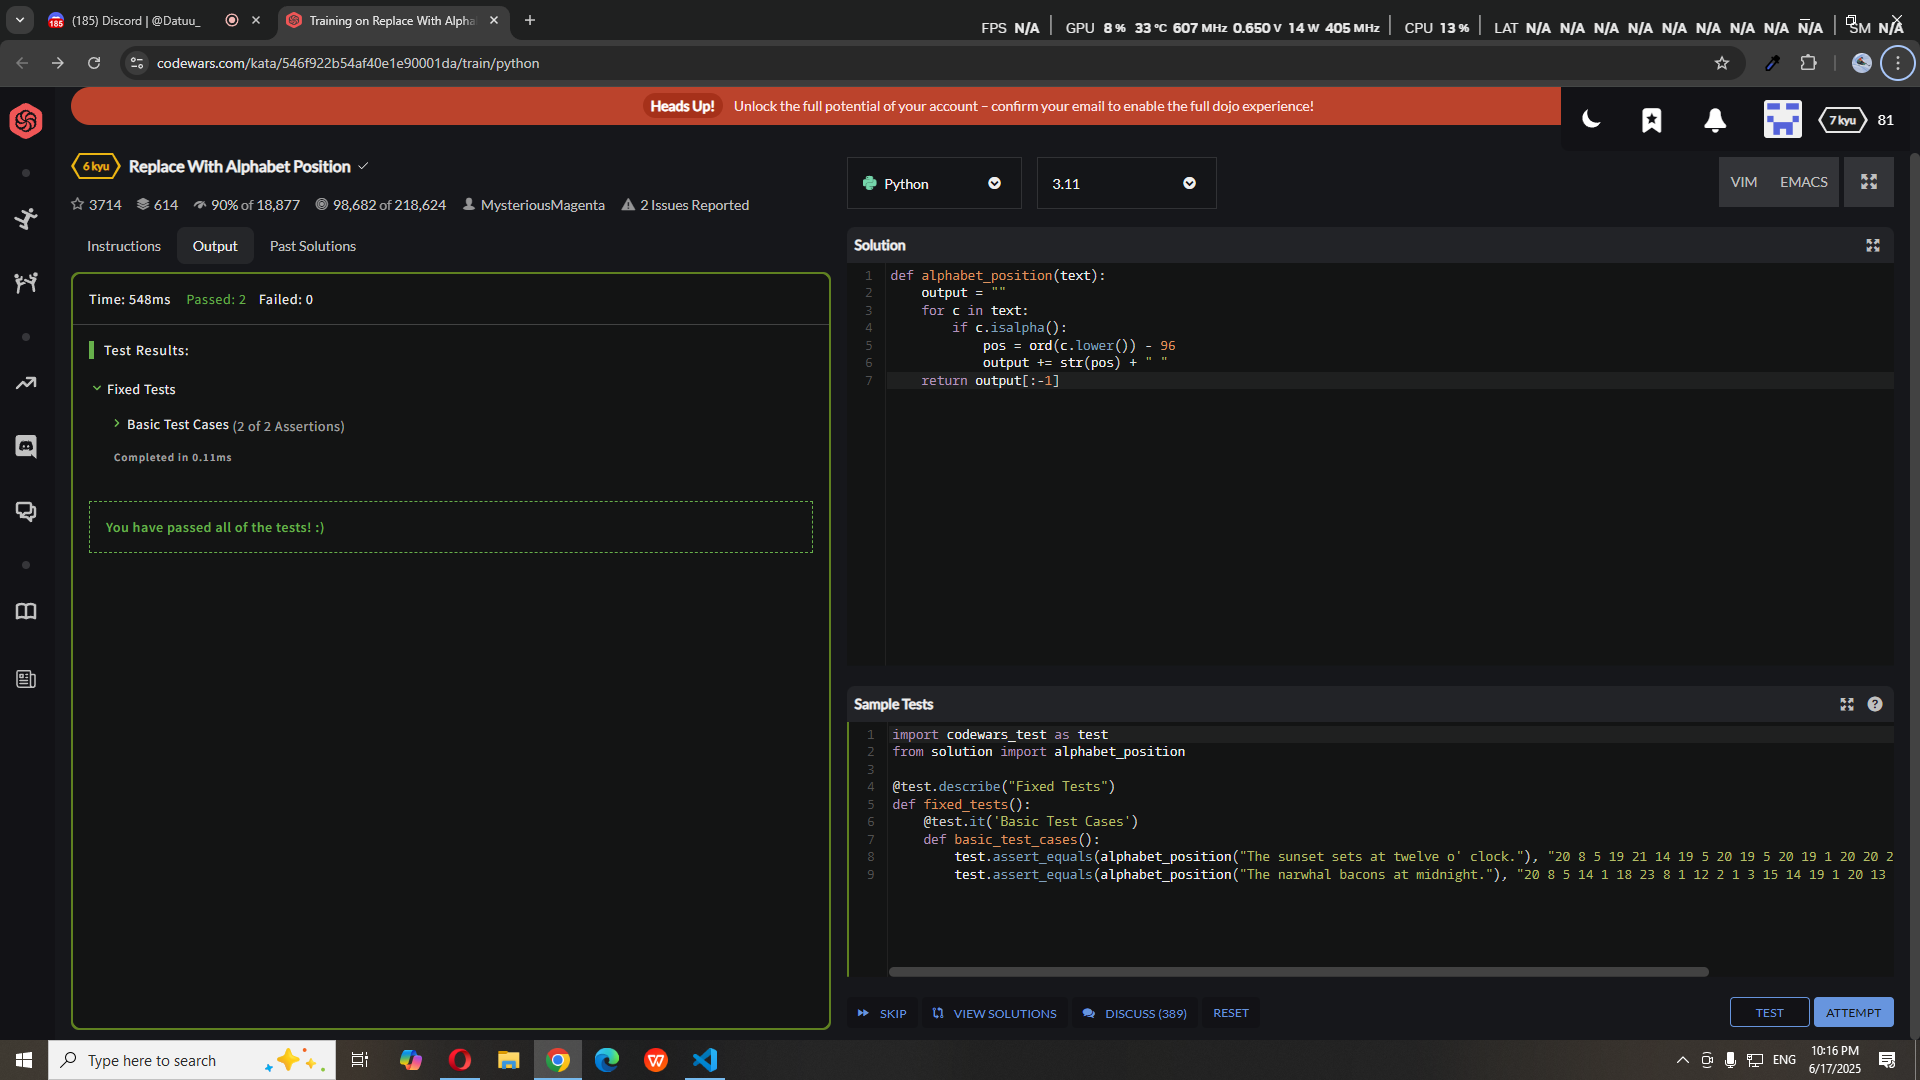 (185) Discord | @Datuu_
Training on Replace With Alpha
FPS N/A GPU 8 % 33 °C 607 MHz 0.650 V 14 W 405 MHz CPU 13 % LAT N/A N/A N/A N/A N/A N/A N/A N/A N/A SM N/A
codewars.com/kata/546f922b54af40e1e90001da/train/python
Heads Up! Unlock the full potential of your account – confirm your email to enable the full dojo experience!
7 kyu 81
6 kyu Replace With Alphabet Position
3714 614 90% of 18,877 98,682 of 218,624 MysteriousMagenta 2 Issues Reported
Instructions Output Past Solutions
Time: 548ms Passed: 2 Failed: 0
Test Results:
Fixed Tests
Basic Test Cases (2 of 2 Assertions)
Completed in 0.11ms
You have passed all of the tests! :)
Python 3.11 VIM EMACS
Solution
1 def alphabet_position(text):
2 output = ""
3 for c in text:
4 if c.isalpha():
5 pos = ord(c.lower()) - 96
6 output += str(pos) + " "
7 return output[:-1]
Sample Tests
1 import codewars_test as test
2 from solution import alphabet_position
3
4 @test.describe("Fixed Tests")
5 def fixed_tests():
6 @test.it('Basic Test Cases')
7 def basic_test_cases():
8 test.assert_equals(alphabet_position("The sunset sets at twelve o' clock."), "20 8 5 19 21 14 19 5 20 19 5 20 19 1 20 20 2
9 test.assert_equals(alphabet_position("The narwhal bacons at midnight."), "20 8 5 14 1 18 23 8 1 12 2 1 3 15 14 19 1 20 13
SKIP VIEW SOLUTIONS DISCUSS (389) RESET TEST ATTEMPT
Type here to search
ENG
10:16 PM
6/17/2025